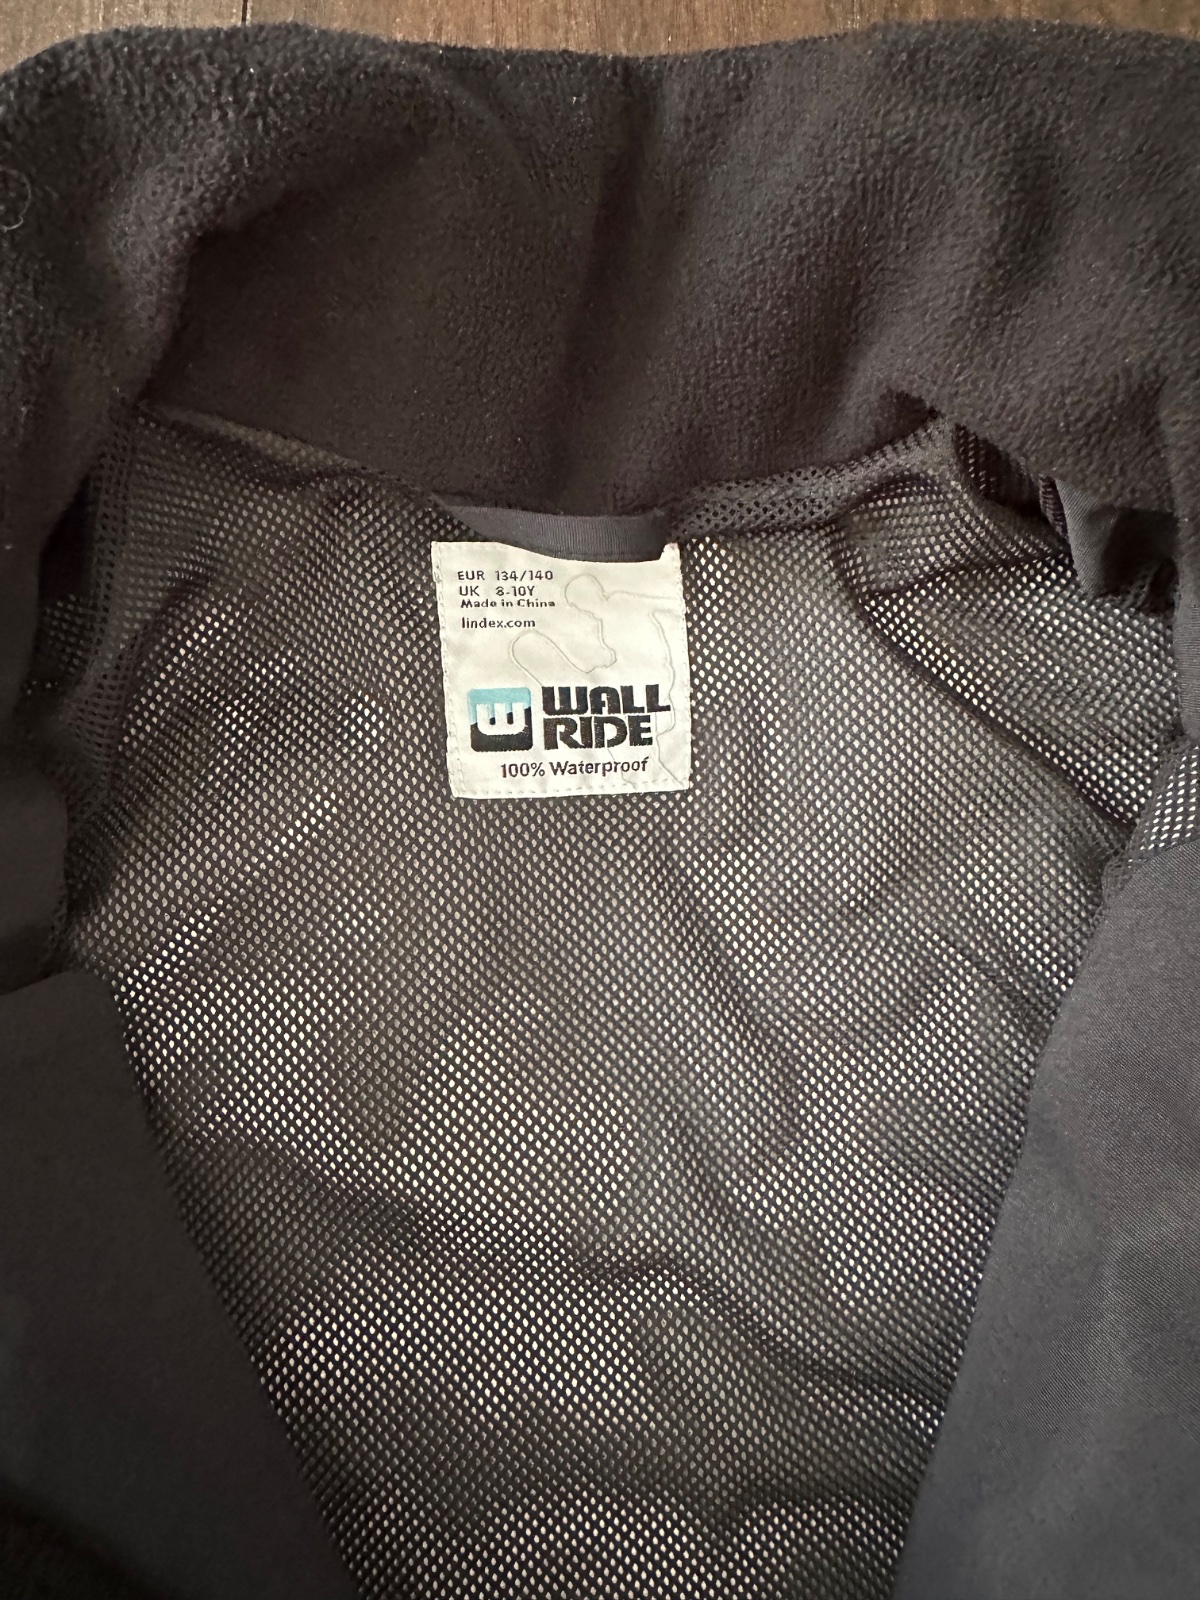 EUR 134/140
UK 8-10Y
Made in China
lindex.com
WALL
RIDE
100% Waterproof